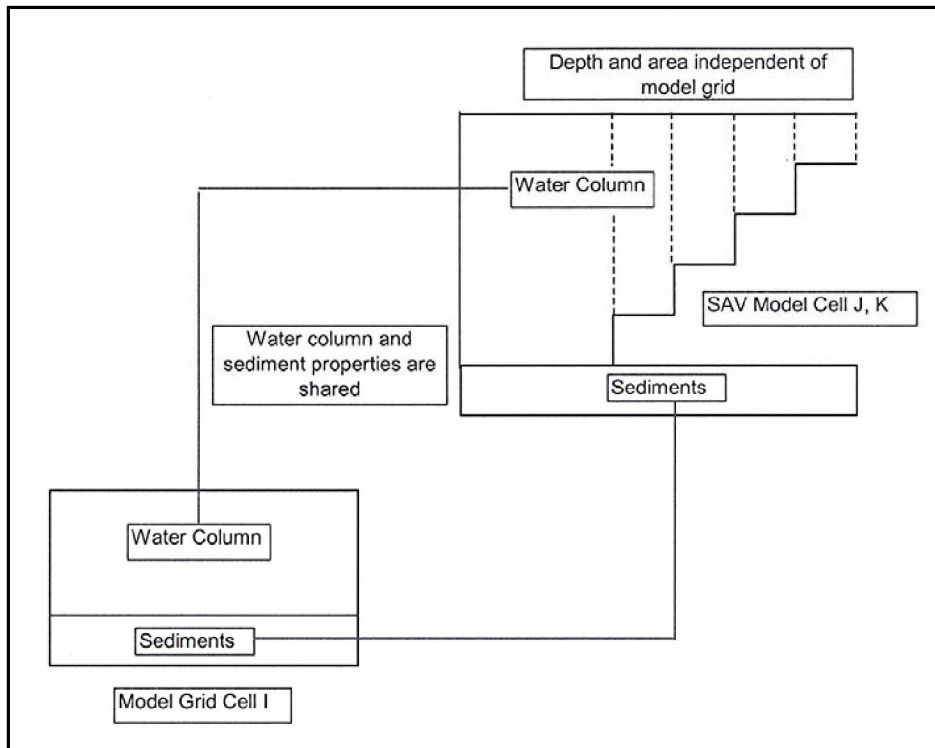 Depth and area independent of
model grid
Water Column
SAV Model Cell J, K
Water column and
sediment properties are
shared
Sediments
Water Column
Sediments
Model Grid Cell I